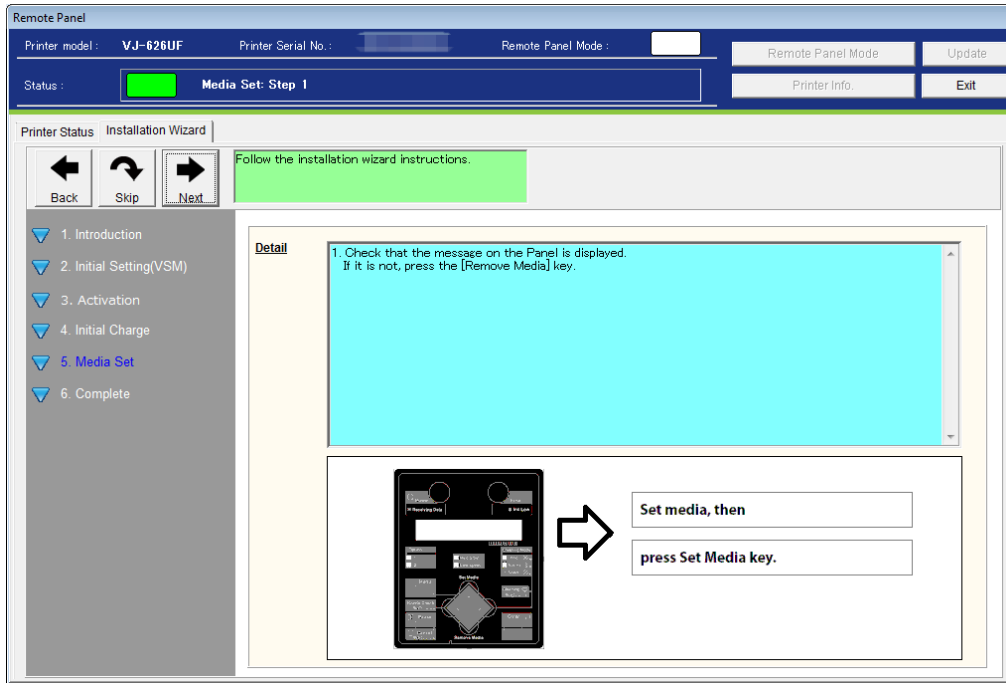 Remote Panel
Printer model : VJ-626UF Printer Serial No. : Remote Panel Mode :
Remote Panel Mode Update
Status : Media Set: Step 1
Printer Info. Exit
Printer Status Installation Wizard
Follow the installation wizard instructions.
Back Skip Next
1. Introduction
2. Initial Setting(VSM)
3. Activation
4. Initial Charge
5. Media Set
6. Complete
Detail
1. Check that the message on the Panel is displayed.
If it is not, press the [Remove Media] key.
Set media, then
press Set Media key.
Set Media
Remove Media